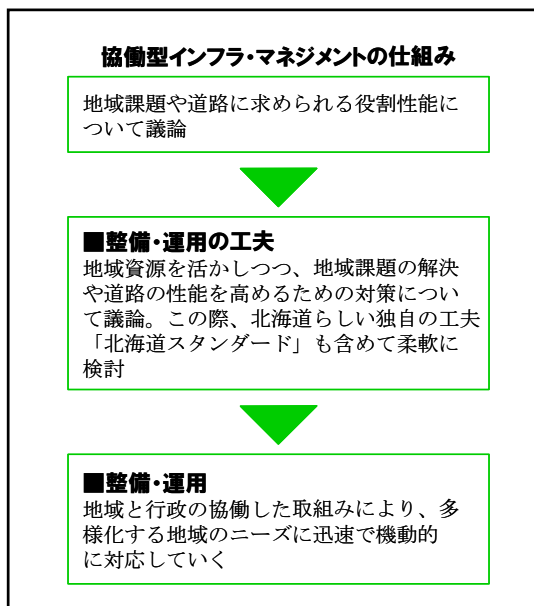 協働型インフラ・マネジメントの仕組み
地域課題や道路に求められる役割性能に
ついて議論
■整備・運用の工夫
地域資源を活かしつつ、地域課題の解決
や道路の性能を高めるための対策につい
て議論。この際、北海道らしい独自の工夫
「北海道スタンダード」も含めて柔軟に
検討
■整備・運用
地域と行政の協働した取組みにより、多
様化する地域のニーズに迅速で機動的
に対応していく